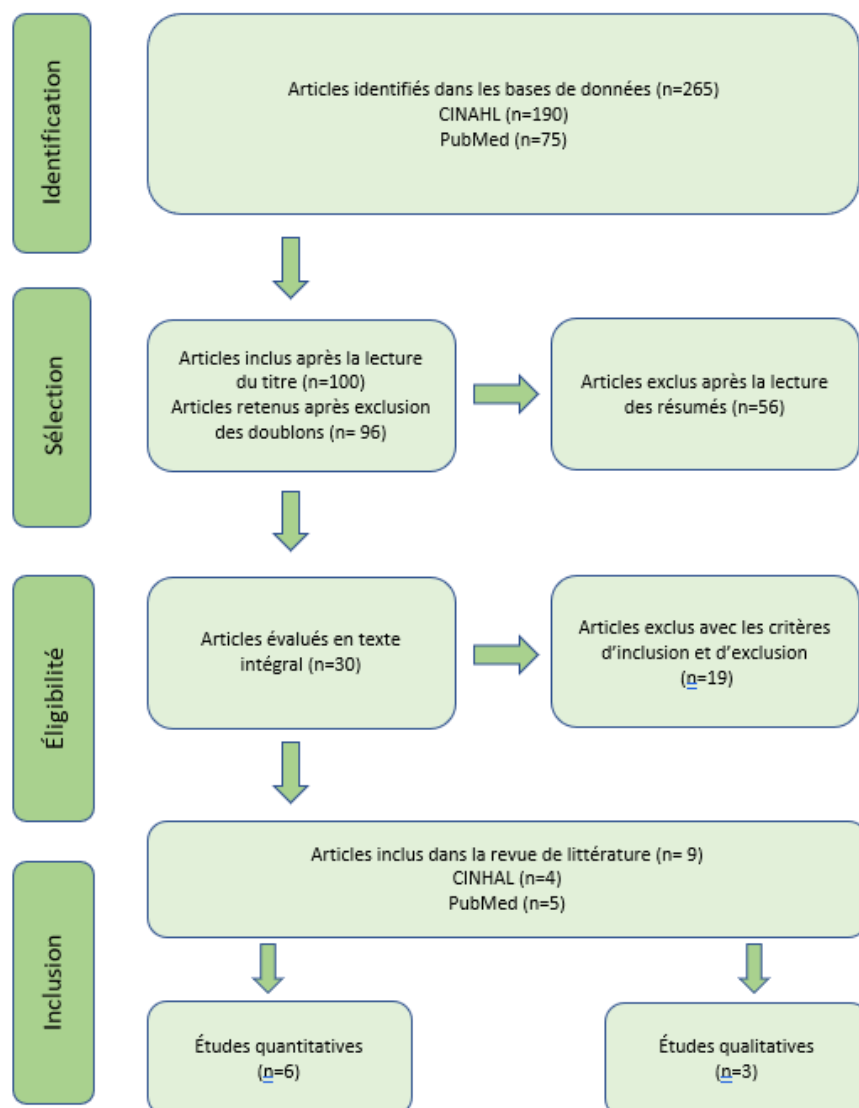 Identification
Articles identifiés dans les bases de données (n=265)
CINAHL (n=190)
PubMed (n=75)
Sélection
Articles inclus après la lecture
du titre (n=100)
Articles retenus après exclusion
des doublons (n= 96)
Articles exclus après la lecture
des résumés (n=56)
Éligibilité
Articles évalués en texte
intégral (n=30)
Articles exclus avec les critères
d’inclusion et d’exclusion
(n=19)
Inclusion
Articles inclus dans la revue de littérature (n= 9)
CINHAL (n=4)
PubMed (n=5)
Études quantitatives
(n=6)
Études qualitatives
(n=3)